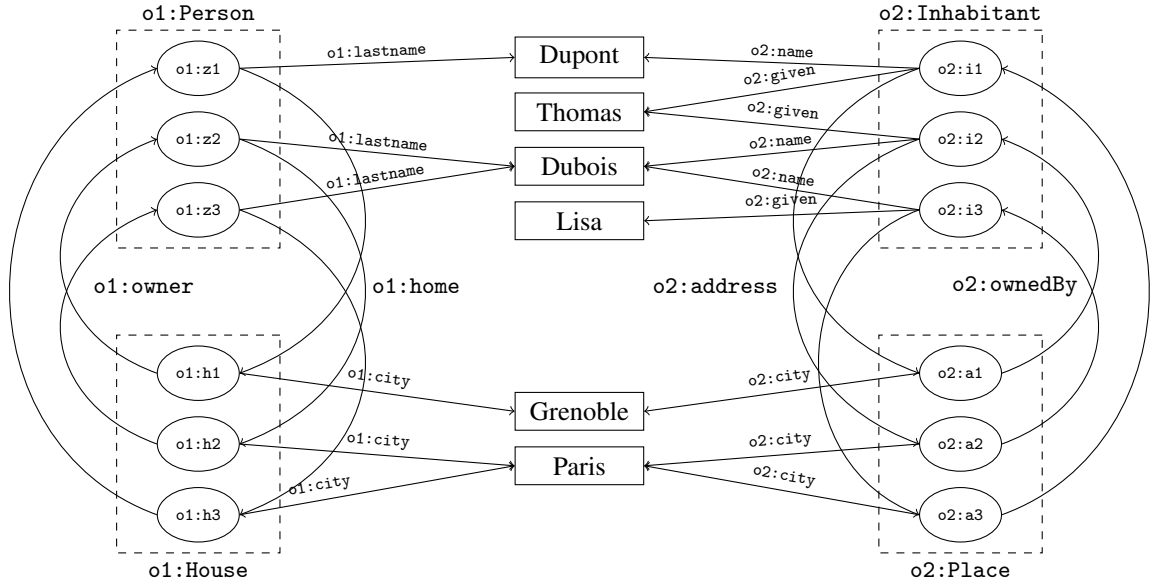 o1:Person
o2:Inhabitant
o1:z1
o1:lastname
Dupont
o2:name
o2:i1
o2:given
Thomas
o2:given
o1:z2
o1:lastname
o2:name
o2:i2
Dubois
o1:lastname
o2:name
o1:z3
o2:given
o2:i3
Lisa
o1:owner
o1:home
o2:address
o2:ownedBy
o1:h1
o1:city
o2:city
o2:a1
Grenoble
o1:h2
o1:city
o2:city
o2:a2
Paris
o1:city
o2:city
o1:h3
o2:a3
o1:House
o2:Place